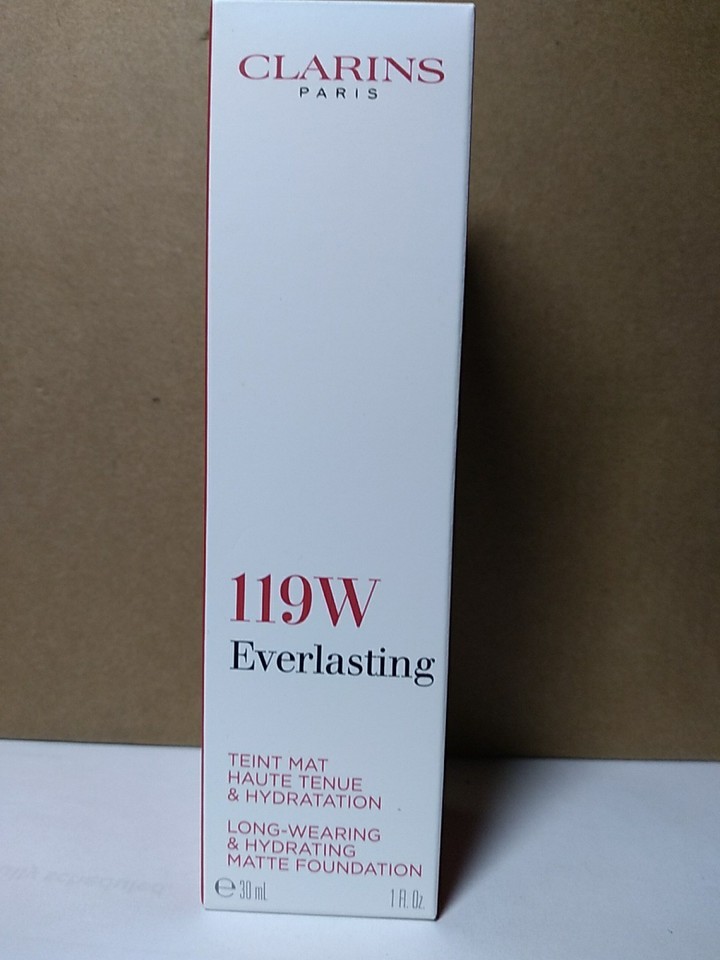 CLARINS
PARIS
119W
Everlasting
TEINT MAT
HAUTE TENUE
& HYDRATATION
LONG-WEARING
& HYDRATING
MATTE FOUNDATION
℮ 30 mL 1 Fl. Oz.